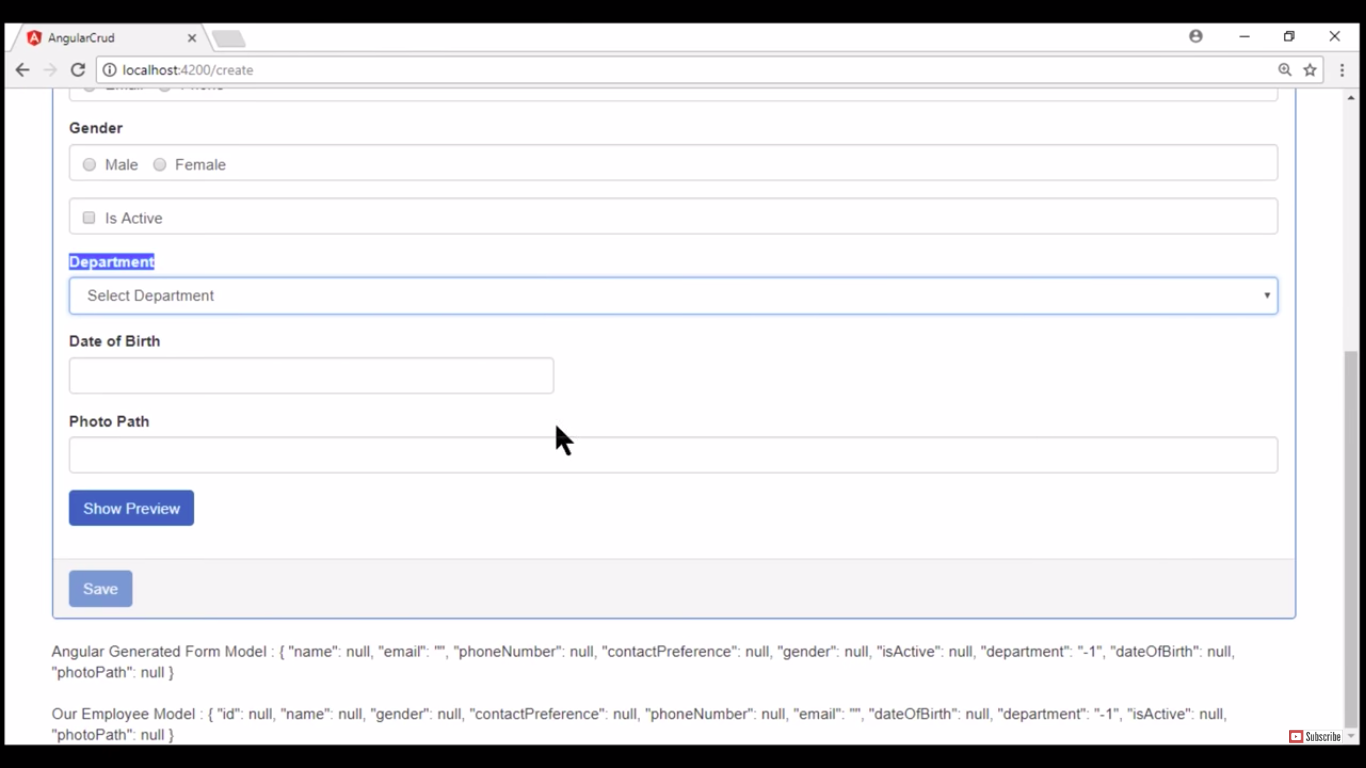 AngularCrud
localhost:4200/create
Email Phone
Gender
Male Female
Is Active
Department
Select Department
Date of Birth
Photo Path
Show Preview
Save
Angular Generated Form Model : { "name": null, "email": "", "phoneNumber": null, "contactPreference": null, "gender": null, "isActive": null, "department": "-1", "dateOfBirth": null,
"photoPath": null }
Our Employee Model : { "id": null, "name": null, "gender": null, "contactPreference": null, "phoneNumber": null, "email": "", "dateOfBirth": null, "department": "-1", "isActive": null,
"photoPath": null }
Subscribe